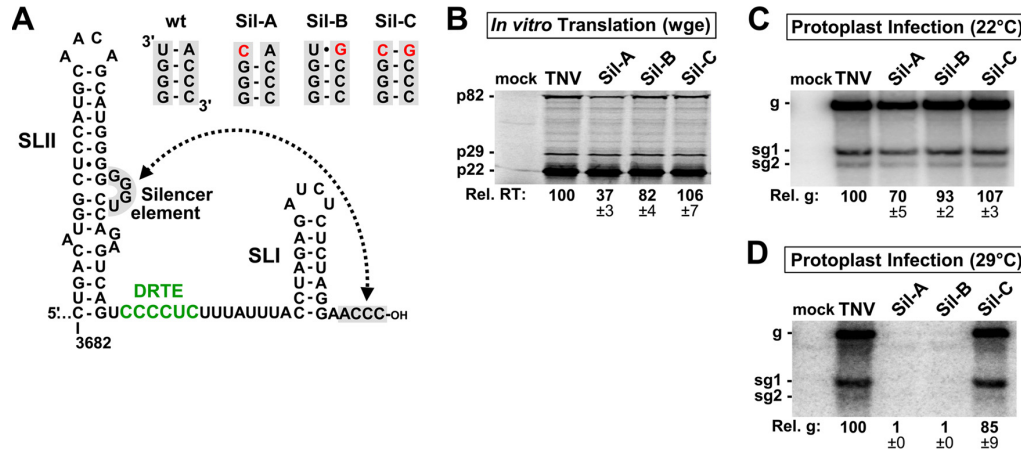 A
wt Sil-A Sil-B Sil-C
3'
U-A C A U•G C-G
G-C G-C G-C G-C
G-C G-C G-C G-C
G-C G-C G-C G-C
3'
SLII
Silencer
element
SLI
DRTE
5'...C-GUCCCCUCUUUAUUUAC-GAACCC-OH
3682
B
In vitro Translation (wge)
mock TNV Sil-A Sil-B Sil-C
p82
p29
p22
Rel. RT: 100 37 82 106
±3 ±4 ±7
C
Protoplast Infection (22°C)
mock TNV Sil-A Sil-B Sil-C
g
sg1
sg2
Rel. g: 100 70 93 107
±5 ±2 ±3
D
Protoplast Infection (29°C)
mock TNV Sil-A Sil-B Sil-C
g
sg1
sg2
Rel. g: 100 1 1 85
±0 ±0 ±9